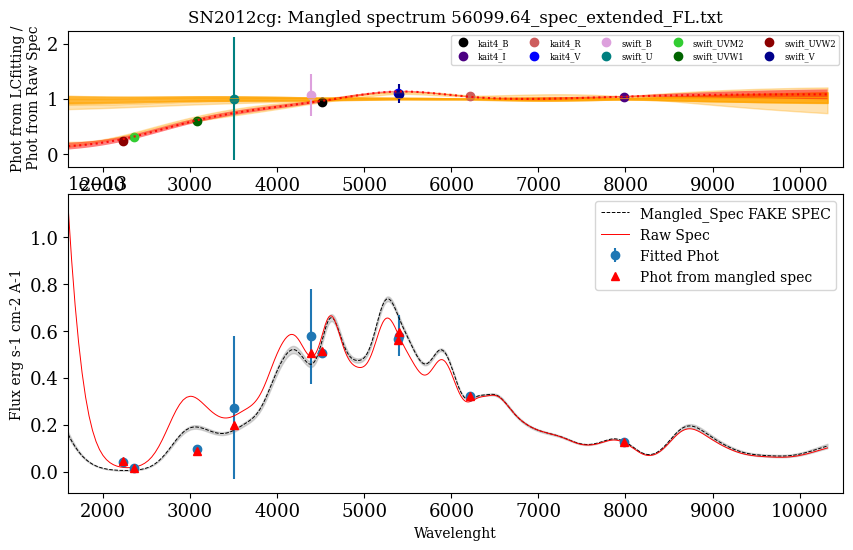 SN2012cg: Mangled spectrum 56099.64_spec_extended_FL.txt
Phot from LCfitting /
Phot from Raw Spec
2
1
0
kait4_B kait4_R swift_B swift_UVM2 swift_UVW2
kait4_I kait4_V swift_U swift_UVW1 swift_V
2000 3000 4000 5000 6000 7000 8000 9000 10000
1e−13
Flux erg s-1 cm-2 A-1
1.0
0.8
0.6
0.4
0.2
0.0
Mangled_Spec FAKE SPEC
Raw Spec
Fitted Phot
Phot from mangled spec
2000 3000 4000 5000 6000 7000 8000 9000 10000
Wavelenght